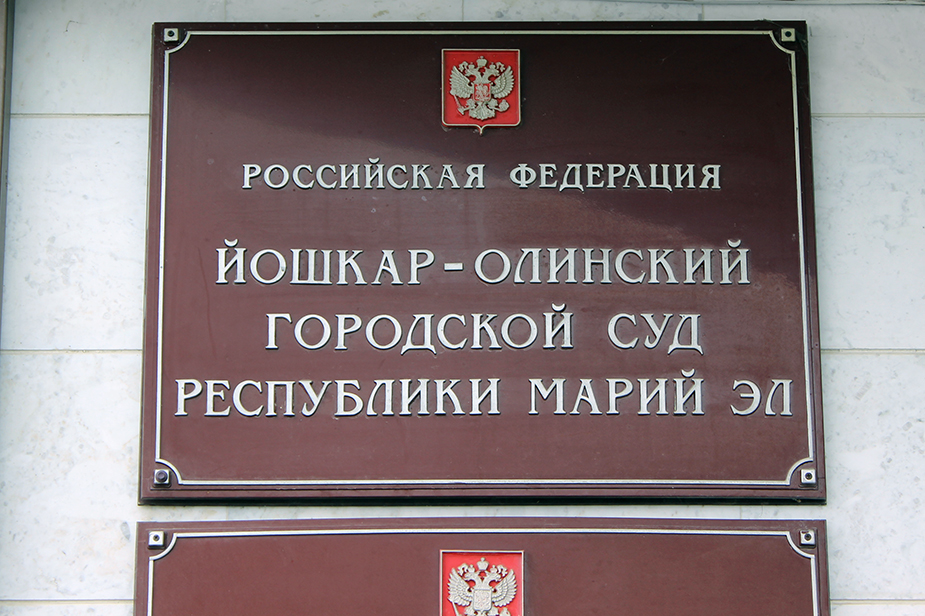 РОССИЙСКАЯ ФЕДЕРАЦИЯ
ЙОШКАР-ОЛИНСКИЙ
ГОРОДСКОЙ СУД
РЕСПУБЛИКИ МАРИЙ ЭЛ